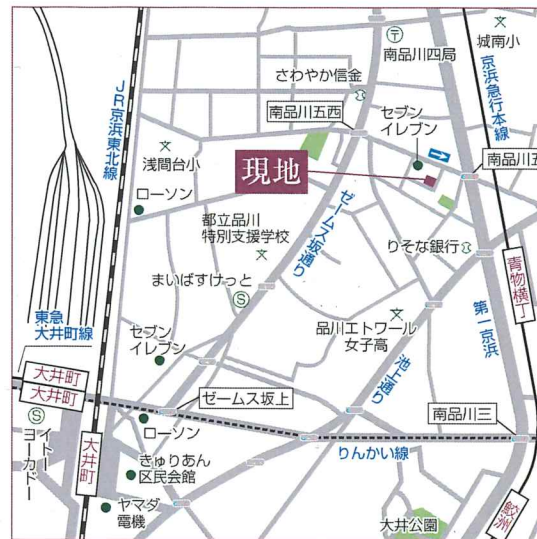 城南小
南品川四局
さわやか信金
京浜急行本線
JR京浜東北線
南品川五西
セブン
イレブン
南品川五
浅間台小
現地
ローソン
ゼームス坂通り
都立品川
特別支援学校
りそな銀行
青物横丁
まいばすけっと
第一京浜
東急
大井町線
品川エトワール
女子高
セブン
イレブン
池上通り
大井町
大井町
ゼームス坂上
南品川三
イトー
ヨーカドー
大井町
ローソン
りんかい線
きゅりあん
区民会館
ヤマダ
電機
大井公園
鮫洲